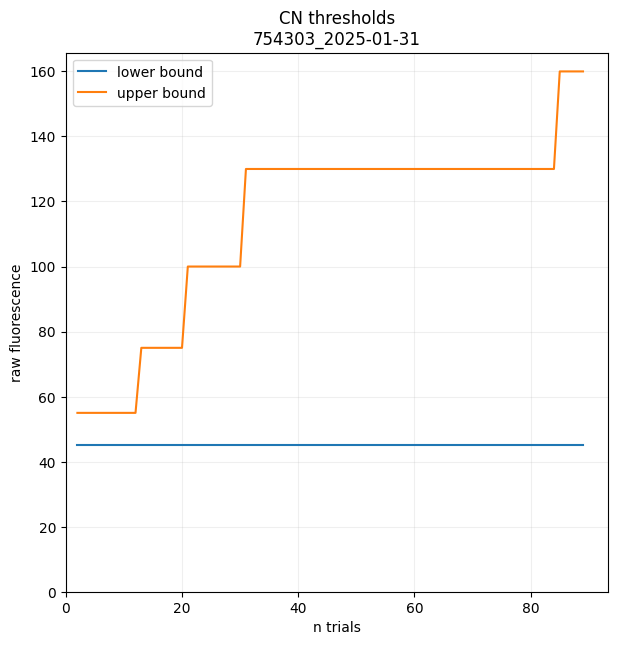 CN thresholds
754303_2025-01-31
lower bound
upper bound
raw fluorescence
160
140
120
100
80
60
40
20
0
0 20 40 60 80
n trials